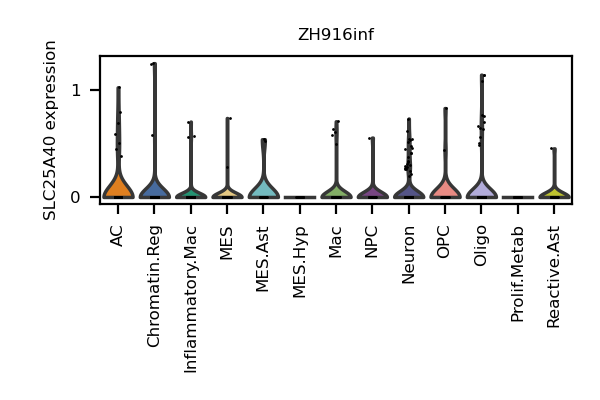 ZH916inf
SLC25A40 expression
1
0
AC
Chromatin.Reg
Inflammatory.Mac
MES
MES.Ast
MES.Hyp
Mac
NPC
Neuron
OPC
Oligo
Prolif.Metab
Reactive.Ast